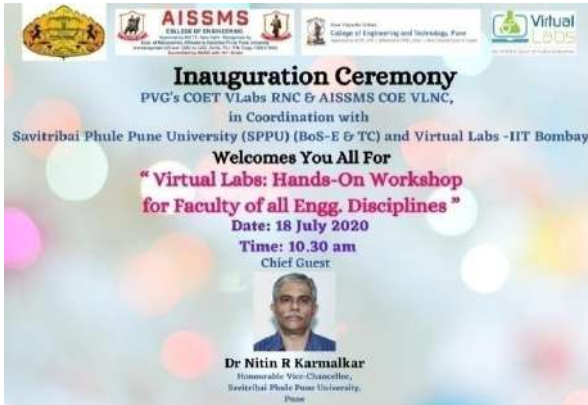 AISSMS
COLLEGE OF ENGINEERING
College of Engineering and Technology, Pune
Virtual
Labs
Inauguration Ceremony
PVG's COET VLabs RNC & AISSMS COE VLNC,
in Coordination with
Savitribai Phule Pune University (SPPU) (BoS-E & TC) and Virtual Labs -IIT Bombay
Welcomes You All For
“ Virtual Labs: Hands-On Workshop
for Faculty of all Engg. Disciplines ”
Date: 18 July 2020
Time: 10.30 am
Chief Guest
Dr Nitin R Karmalkar
Honourable Vice-Chancellor,
Savitribai Phule Pune University,
Pune